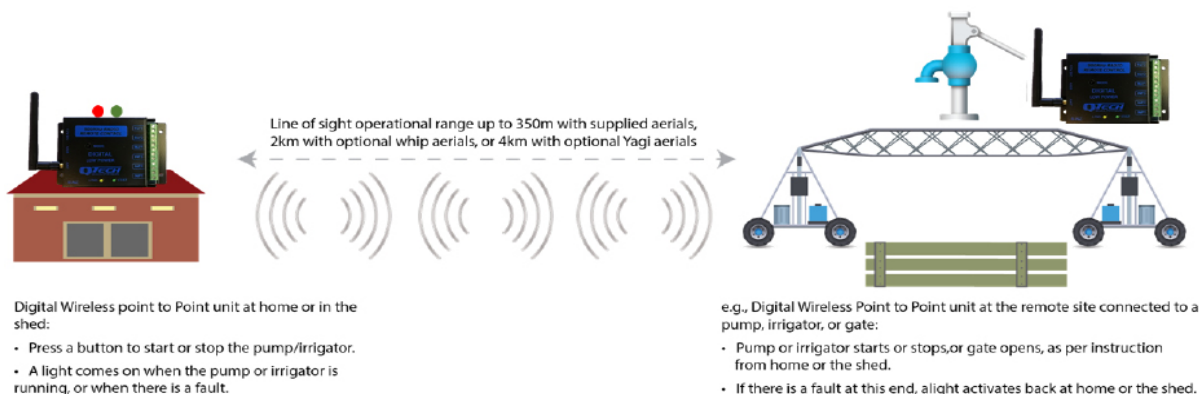 Line of sight operational range up to 350m with supplied aerials,
2km with optional whip aerials, or 4km with optional Yagi aerials
DIGITAL
QTech
DIGITAL
QTech
Digital Wireless point to Point unit at home or in the
shed:
• Press a button to start or stop the pump/irrigator.
• A light comes on when the pump or irrigator is
running, or when there is a fault.
e.g., Digital Wireless Point to Point unit at the remote site connected to a
pump, irrigator, or gate:
• Pump or irrigator starts or stops,or gate opens, as per instruction
from home or the shed.
• If there is a fault at this end, alight activates back at home or the shed.